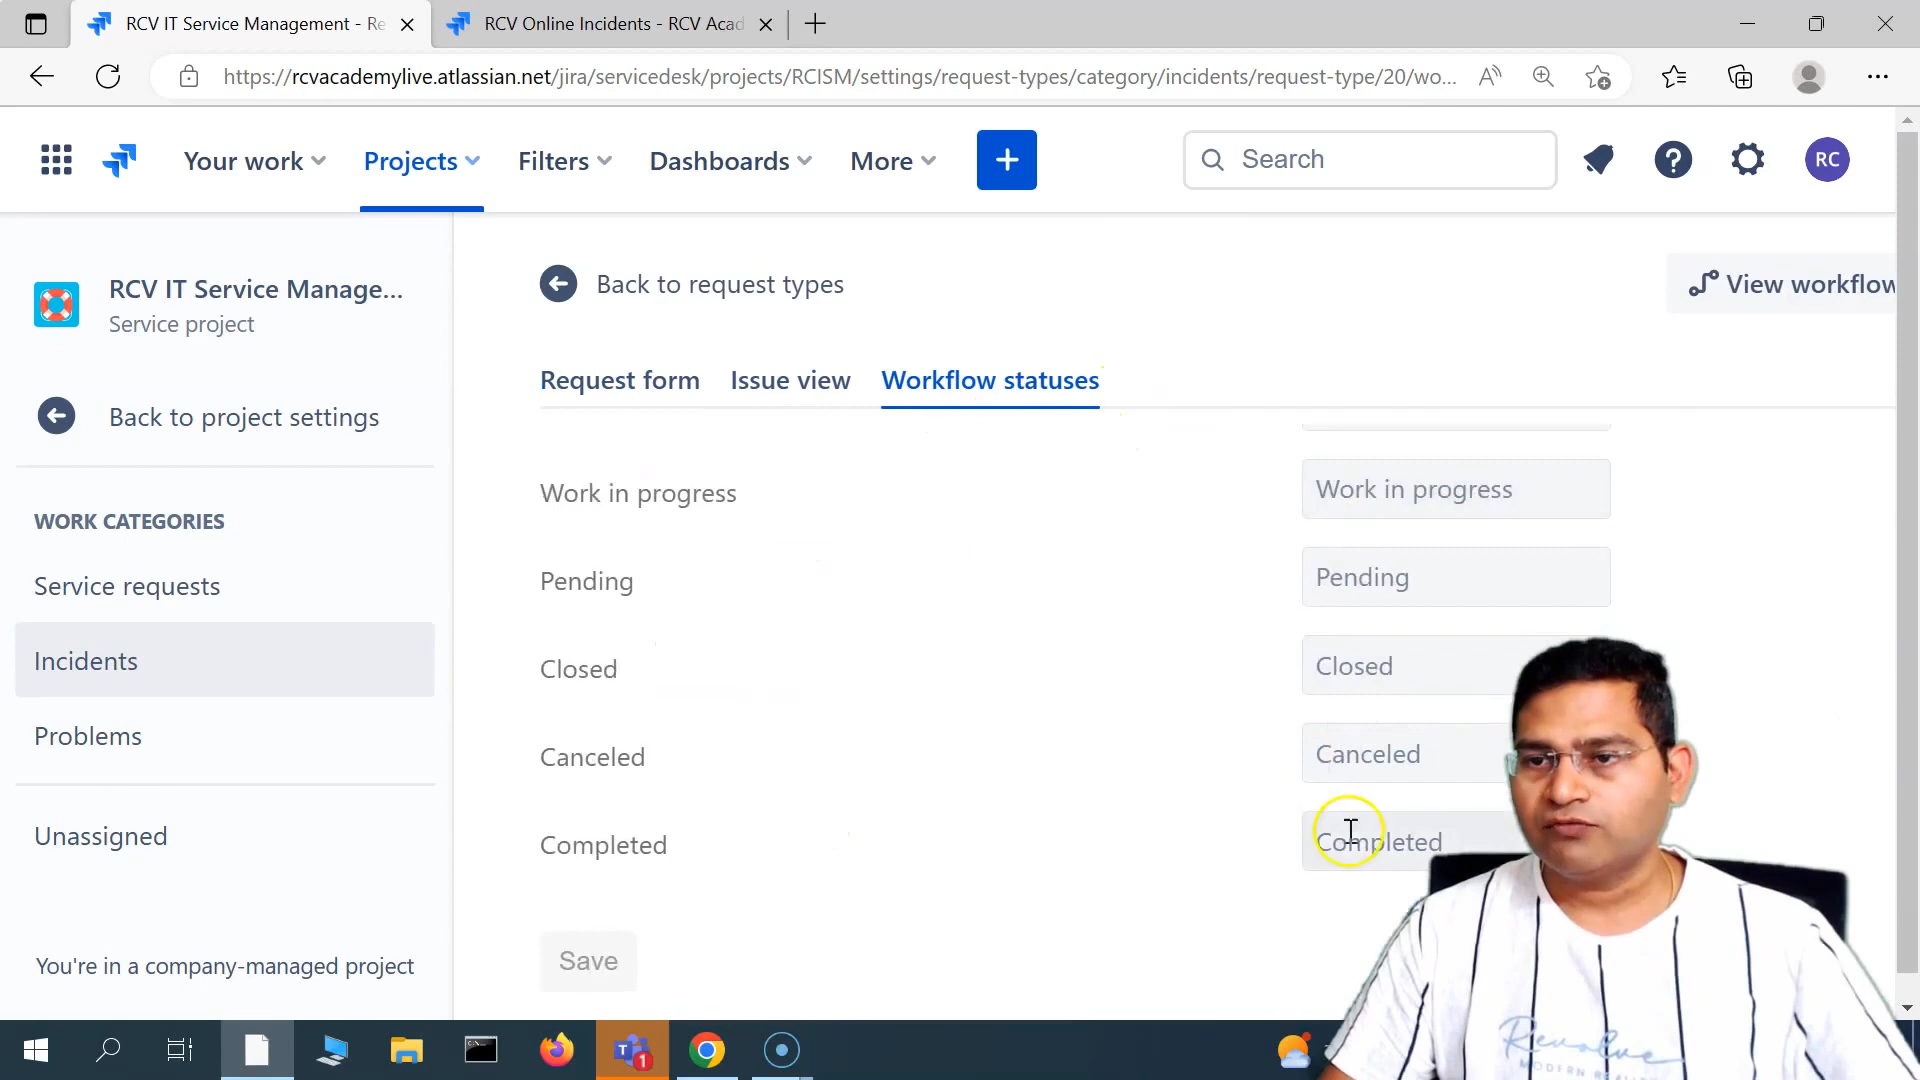 RCV IT Service Management - Re
RCV Online Incidents - RCV Acad
https://rcvacademylive.atlassian.net/jira/servicedesk/projects/RCISM/settings/request-types/category/incidents/request-type/20/wo...
Your work
Projects
Filters
Dashboards
More
Search
RC
RCV IT Service Manage...
Service project
Back to project settings
WORK CATEGORIES
Service requests
Incidents
Problems
Unassigned
You're in a company-managed project
Back to request types
View workflow
Request form
Issue view
Workflow statuses
Work in progress
Work in progress
Pending
Pending
Closed
Closed
Canceled
Canceled
Completed
Completed
Save
Revolve
MODERN